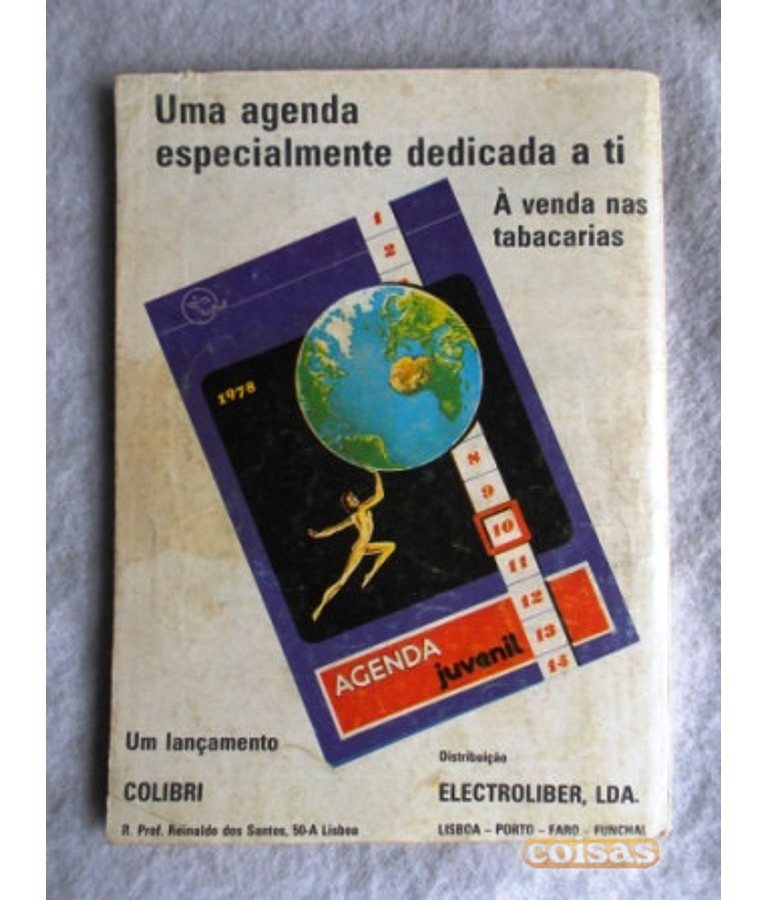 Uma agenda
especialmente dedicada a ti
À venda nas
tabacarias
1
2
1978
8
9
10
11
12
13
14
AGENDA
juvenil
Um lançamento
COLIBRI
R. Prof. Reinaldo dos Santos, 50-A Lisboa
Distribuição
ELECTROLIBER, LDA.
LISBOA - PORTO - FARO - FUNCHAL
coisas